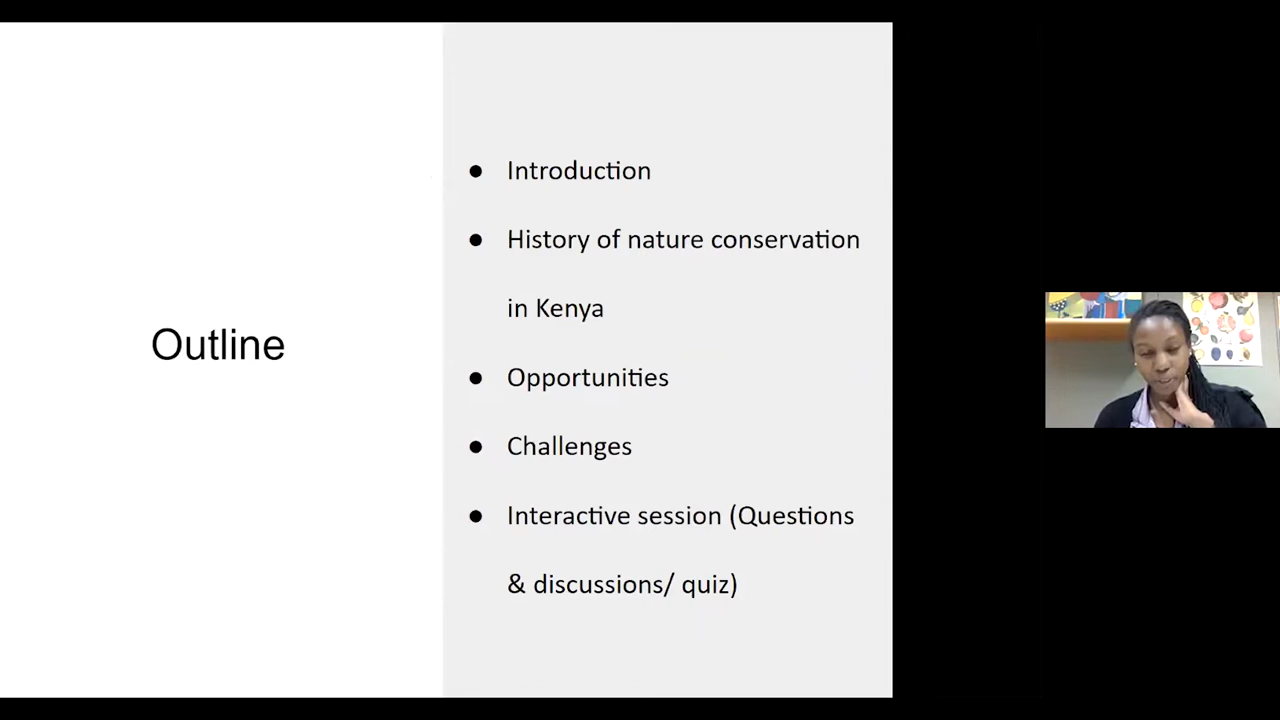 Outline
● Introduction
● History of nature conservation
in Kenya
● Opportunities
● Challenges
● Interactive session (Questions
& discussions/ quiz)